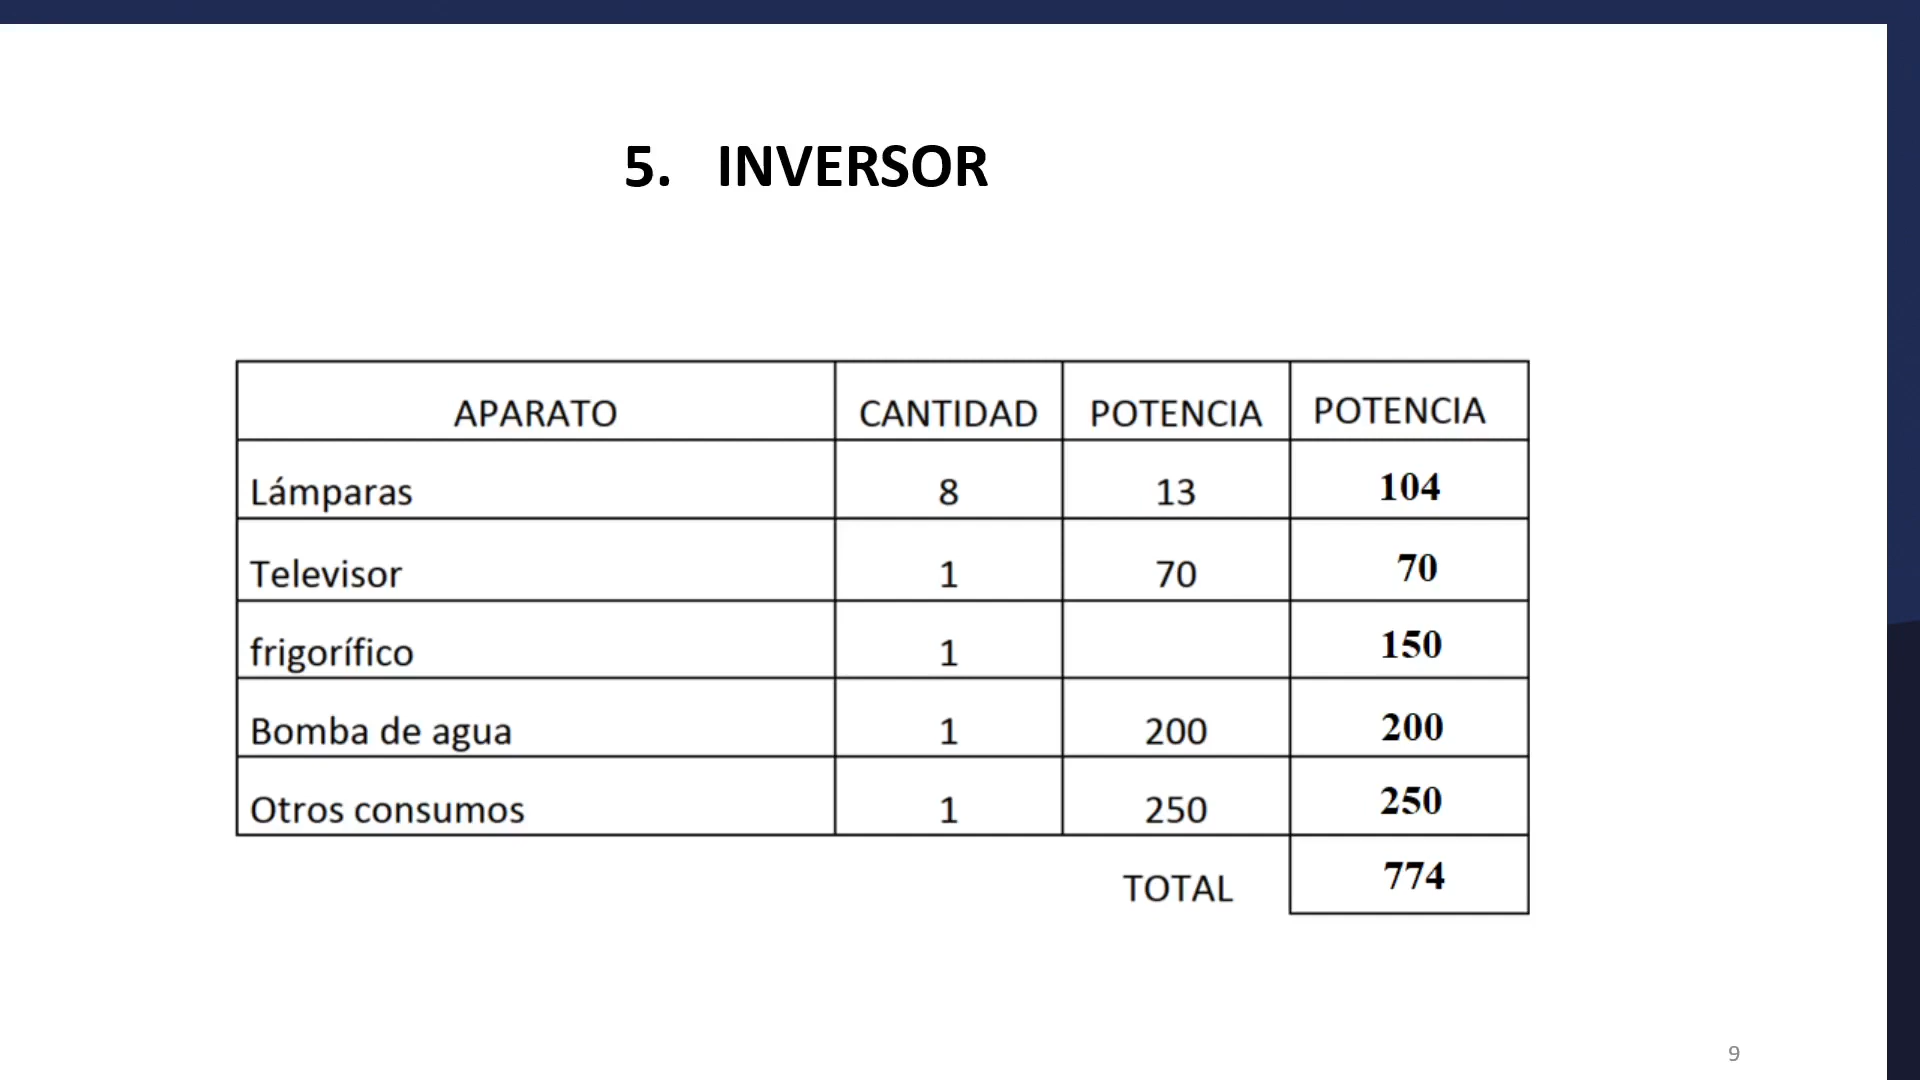 5. INVERSOR
APARATO CANTIDAD POTENCIA POTENCIA
Lámparas 8 13 104
Televisor 1 70 70
frigorífico 1 150
Bomba de agua 1 200 200
Otros consumos 1 250 250
TOTAL 774
9